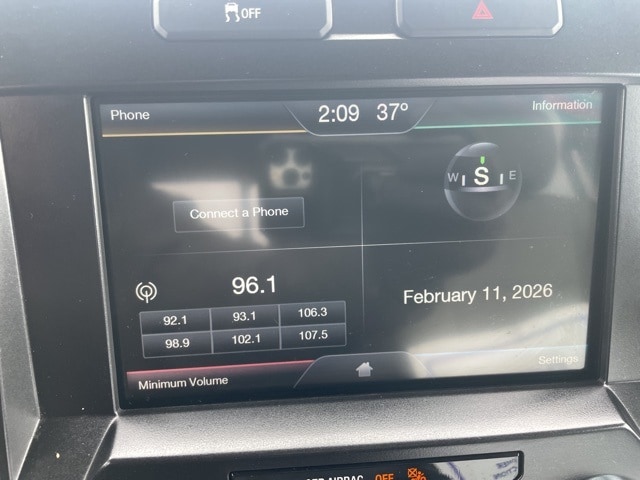 OFF
Phone 2:09 37° Information
W S E
Connect a Phone
96.1
92.1 93.1 106.3
98.9 102.1 107.5
February 11, 2026
Minimum Volume Settings
AIRBAG OFF